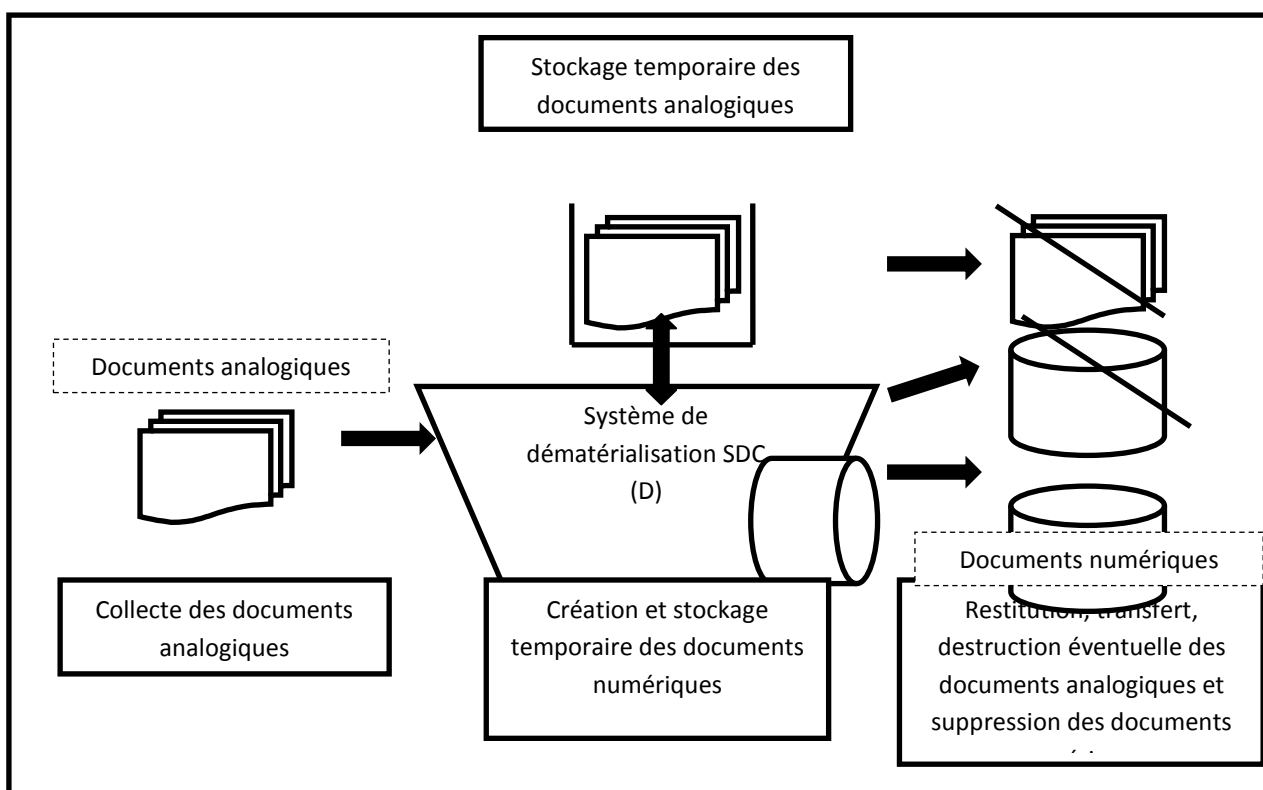 Stockage temporaire des
documents analogiques
Documents analogiques
Système de
dématérialisation SDC
(D)
Documents numériques
Collecte des documents
analogiques
Création et stockage
temporaire des documents
numériques
Restitution, transfert,
destruction éventuelle des
documents analogiques et
suppression des documents